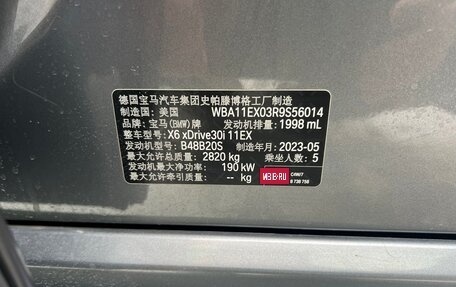 德国宝马汽车集团史帕滕博格工厂制造
制造国: 美国 WBA11EX03R9S56014
品牌: 宝马(BMW)牌 发动机排量: 1998 mL
整车型号: X6 xDrive30i 11EX
发动机型号: B48B20S 制造年月: 2023-05
最大允许总质量: 2820 kg 乘坐人数: 5
发动机最大净功率: 190 kW
最大允许牵引质量: -- kg